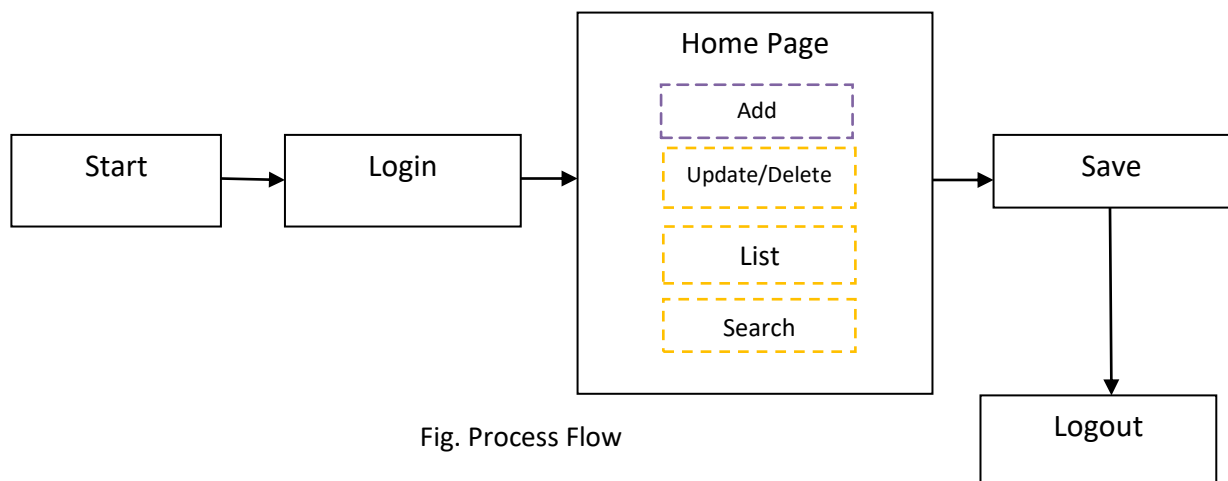 Start
Login
Home Page
Add
Update/Delete
List
Search
Save
Logout
Fig. Process Flow